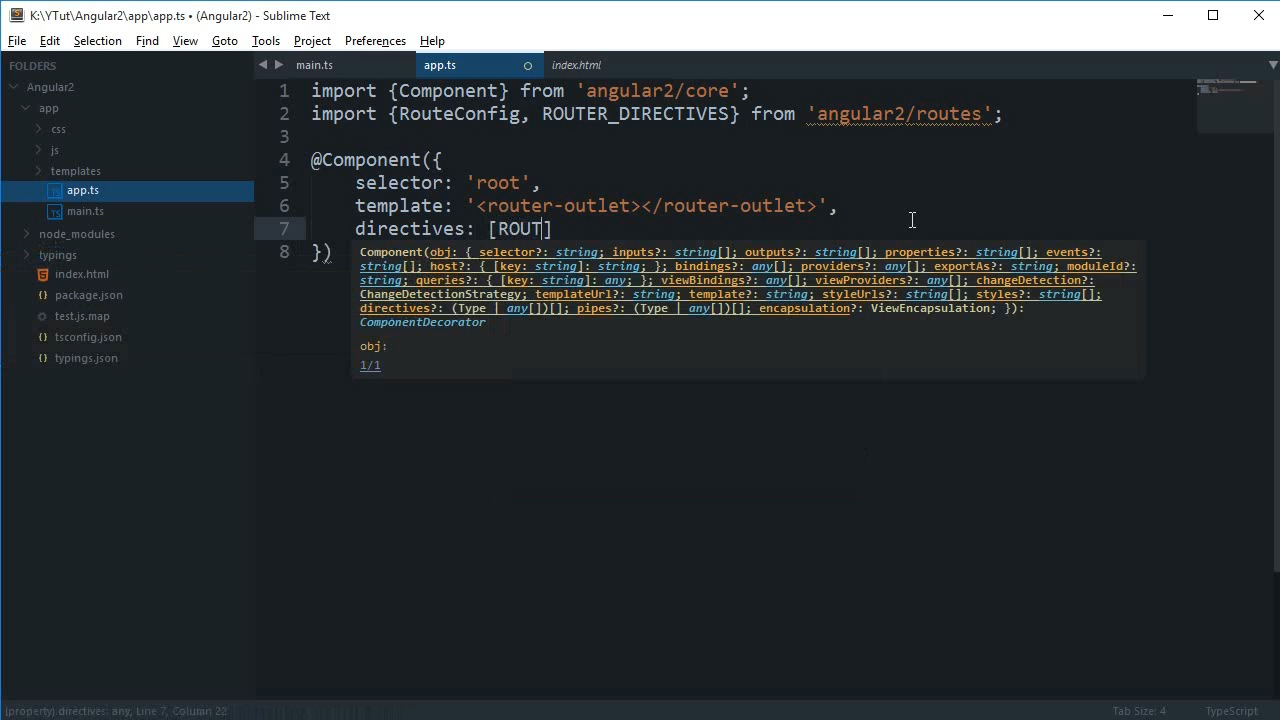 K:\YTut\Angular2\app\app.ts • (Angular2) - Sublime Text
File Edit Selection Find View Goto Tools Project Preferences Help
FOLDERS
Angular2
app
css
js
templates
app.ts
main.ts
node_modules
typings
index.html
package.json
test.js.map
tsconfig.json
typings.json
main.ts app.ts index.html
1 import {Component} from 'angular2/core';
2 import {RouteConfig, ROUTER_DIRECTIVES} from 'angular2/routes';
3
4 @Component({
5 selector: 'root',
6 template: '<router-outlet></router-outlet>',
7 directives: [ROUT]
8 })
Component(obj: { selector?: string; inputs?: string[]; outputs?: string[]; properties?: string[]; events?:
string[]; host?: { [key: string]: string; }; bindings?: any[]; providers?: any[]; exportAs?: string; moduleId?:
string; queries?: { [key: string]: any; }; viewBindings?: any[]; viewProviders?: any[]; changeDetection?:
ChangeDetectionStrategy; templateUrl?: string; template?: string; styleUrls?: string[]; styles?: string[];
directives?: (Type | any[])[]; pipes?: (Type | any[])[]; encapsulation?: ViewEncapsulation; }):
ComponentDecorator
obj:
1/1
(property) directives: any, Line 7, Column 22
Tab Size: 4
TypeScript